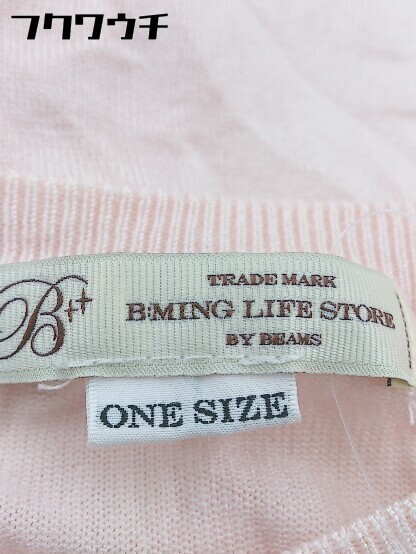 フクワウチ
B++
TRADE MARK
B:MING LIFE STORE
BY BEAMS
ONE SIZE